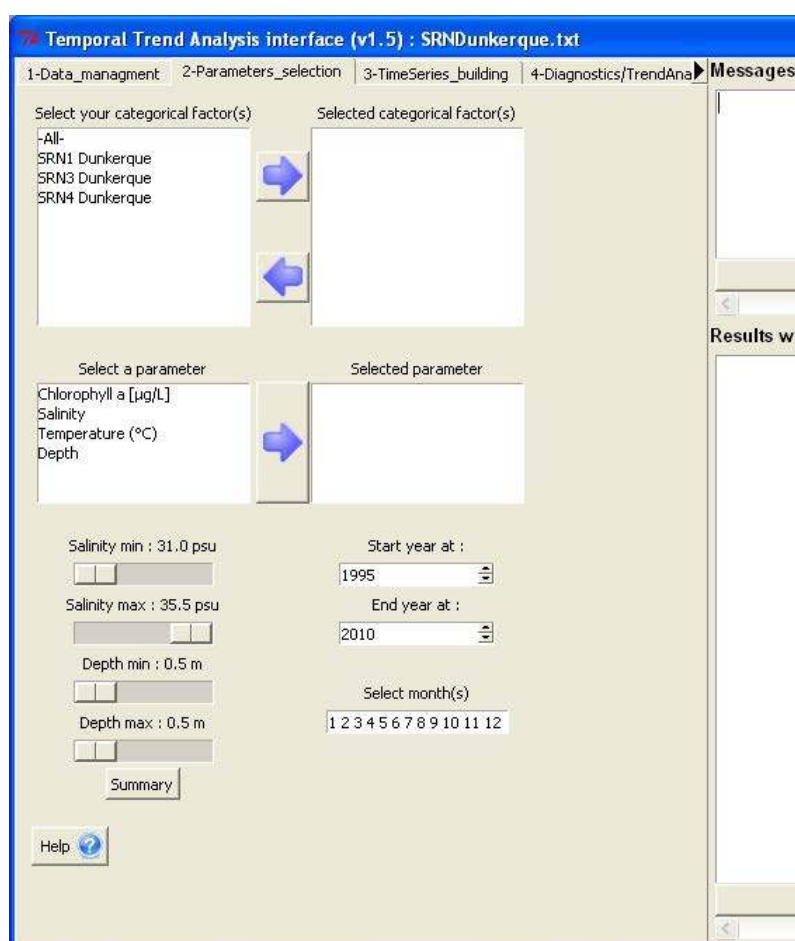 Temporal Trend Analysis interface (v1.5) : SRNDunkerque.txt
1-Data_managment 2-Parameters_selection 3-TimeSeries_building 4-Diagnostics/TrendAna Messages
Select your categorical factor(s) Selected categorical factor(s)
-All-
SRN1 Dunkerque
SRN3 Dunkerque
SRN4 Dunkerque
Results w
Select a parameter Selected parameter
Chlorophyll a [µg/L]
Salinity
Temperature (°C)
Depth
Salinity min : 31.0 psu Start year at :
1995
Salinity max : 35.5 psu End year at :
2010
Depth min : 0.5 m
Select month(s)
Depth max : 0.5 m 1 2 3 4 5 6 7 8 9 10 11 12
Summary
Help